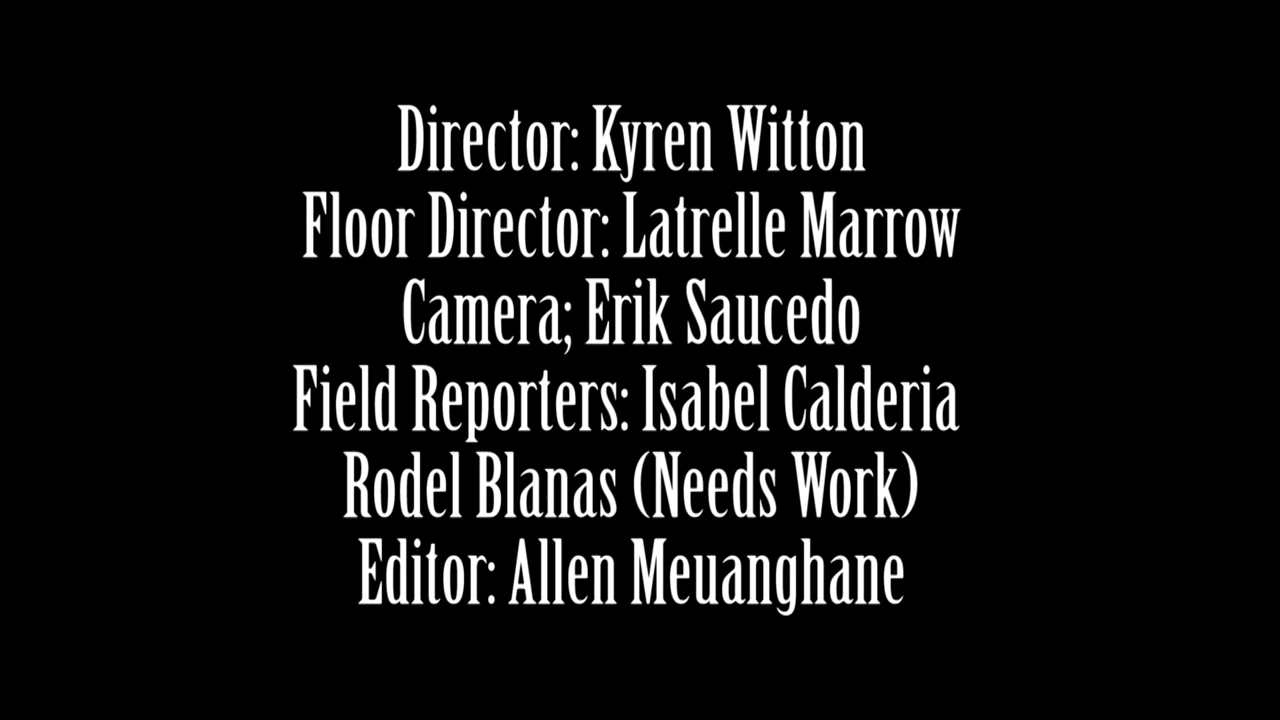 Director: Kyren Witton
Floor Director: Latrelle Marrow
Camera; Erik Saucedo
Field Reporters: Isabel Calderia
Rodel Blanas (Needs Work)
Editor: Allen Meuanghane